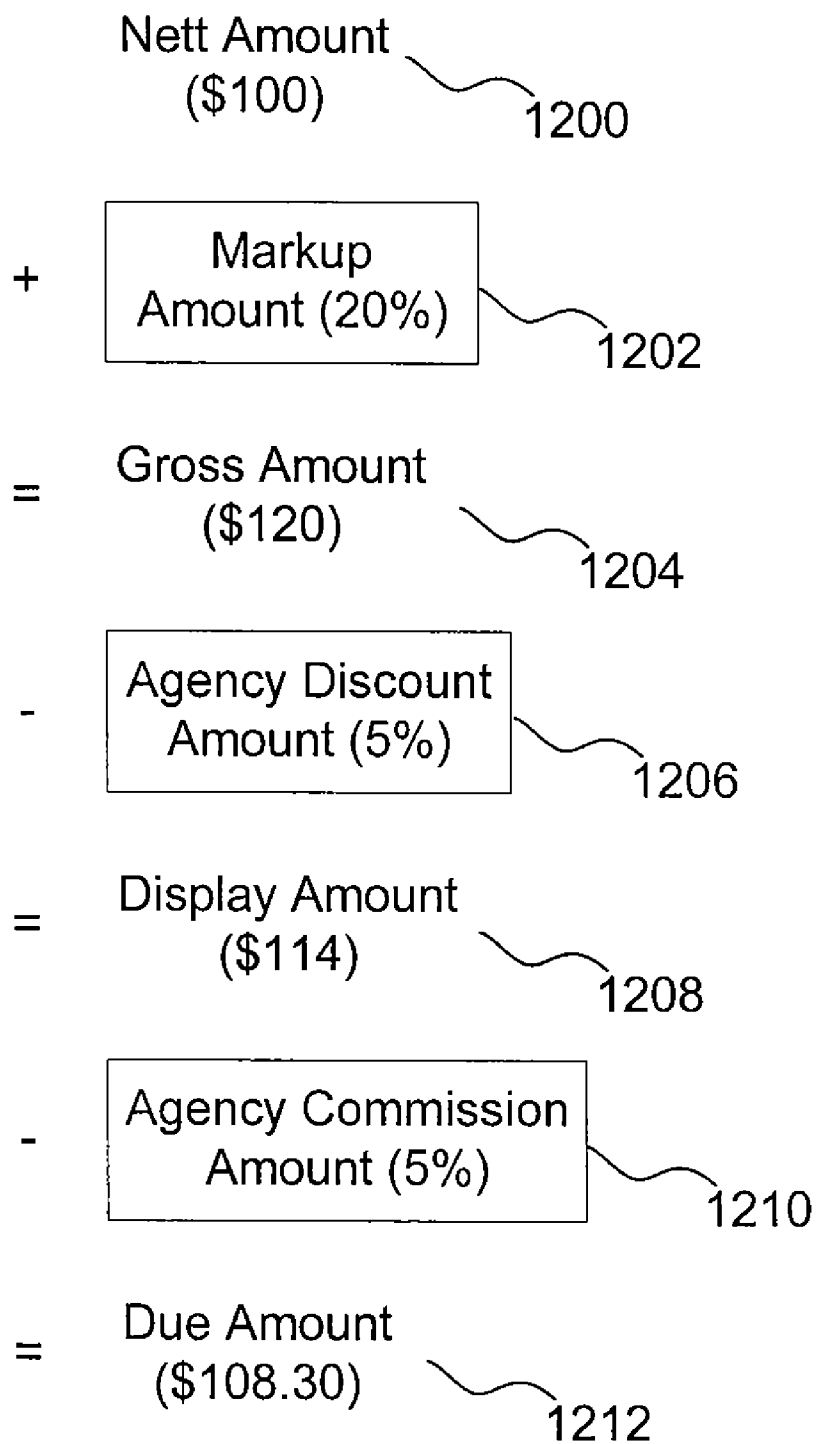 Nett Amount
($100)
1200
+
Markup
Amount (20%)
1202
=
Gross Amount
($120)
1204
-
Agency Discount
Amount (5%)
1206
=
Display Amount
($114)
1208
-
Agency Commission
Amount (5%)
1210
=
Due Amount
($108.30)
1212